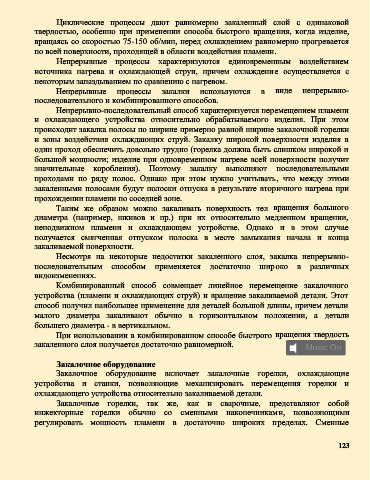 Циклические процессы дают равномерно закаленный слой с одинаковой
твердостью, особенно при применении способа быстрого вращения, когда изделие,
вращаясь со скоростью 75-150 об/мин, перед охлаждением равномерно прогревается
по всей поверхности, проходящей в области воздействия пламени.
Непрерывные процессы характеризуются единовременным воздействием
источника нагрева и охлаждающей струи, причем охлаждение осуществляется с
некоторым запаздыванием по сравнению с нагревом.
Непрерывные процессы закалки используются в виде непрерывно-
последовательного и комбинированного способов.
Непрерывно-последовательный способ характеризуется перемещением пламени
и охлаждающего устройства относительно обрабатываемого изделия. При этом
происходит закалка полосы по ширине примерно равной ширине закалочной горелки
и зоны воздействия охлаждающих струй. Закалку широкой поверхности изделия в
один проход обеспечить довольно трудно (горелка должна быть слишком широкой и
большой мощности; изделие при одновременном нагреве всей поверхности получит
значительные коробления). Поэтому закалку выполняют последовательными
проходами по ряду полос. Однако при этом нужно учитывать, что между этими
закаленными полосами будут полоски отпуска в результате вторичного нагрева при
прохождении пламени по соседней зоне.
Таким же образом можно закаливать поверхность тел вращения большого
диаметра (например, шкивов и пр.) при их относительно медленном вращении,
неподвижном пламени и охлаждающем устройстве. Однако и в этом случае
получается смягченная отпуском полоска в месте замыкания начала и конца
закаливаемой поверхности.
Несмотря на некоторые недостатки закаленного слоя, закалка непрерывно-
последовательным способом применяется достаточно широко в различных
видоизменениях.
Комбинированный способ совмещает линейное перемещение закалочного
устройства (пламени и охлаждающих струй) и вращение закаливаемой детали. Этот
способ получил наибольшее применение для деталей большой длины, причем детали
малого диаметра закаливают обычно в горизонтальном положении, а детали
большего диаметра - в вертикальном.
При использовании в комбинированном способе быстрого вращения твердость
закаленного слоя получается достаточно равномерной.
Music On
Закалочное оборудование
Закалочное оборудование включает закалочные горелки, охлаждающие
устройства и станки, позволяющие механизировать перемещения горелки и
охлаждающего устройства относительно закаливаемой детали.
Закалочные горелки, так же, как и сварочные, представляют собой
инжекторные горелки обычно со сменными наконечниками, позволяющими
регулировать мощность пламени в достаточно широких пределах. Сменные
123